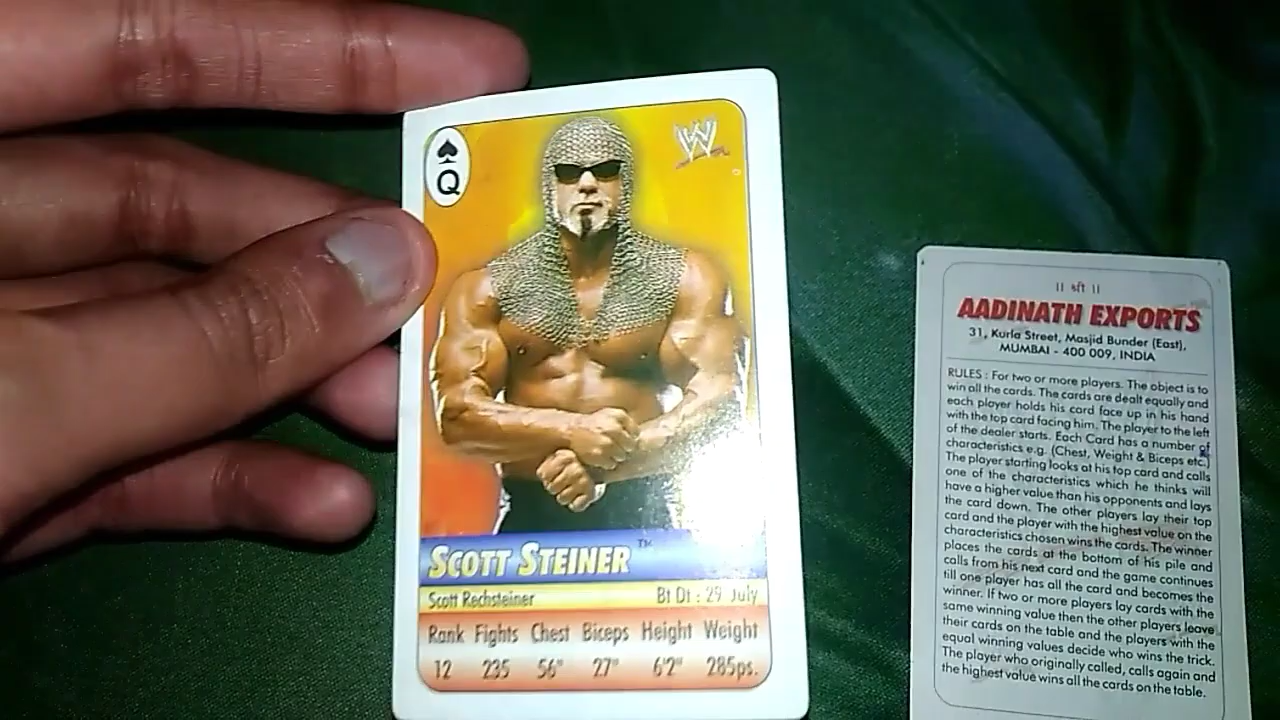 Q
W
SCOTT STEINER™
Scott Rechsteiner Bt Dt : 29 July
Rank Fights Chest Biceps Height Weight
12 235 56" 27" 6'2" 285ps.
॥ श्री ॥
AADINATH EXPORTS
31, Kurla Street, Masjid Bunder (East),
MUMBAI - 400 009, INDIA
RULES : For two or more players. The object is to
win all the cards. The cards are dealt equally and
each player holds his card face up in his hand
with the top card facing him. The player to the left
of the dealer starts. Each Card has a number of
characteristics e.g. (Chest, Weight & Biceps etc.)
The player starting looks at his top card and calls
one of the characteristics which he thinks will
have a higher value than his opponents and lays
the card down. The other players lay their top
card and the player with the highest value on the
characteristics chosen wins the cards. The winner
places the cards at the bottom of his pile and
calls from his next card and the game continues
till one player has all the card and becomes the
winner. If two or more players lay cards with the
same winning value then the other players leave
their cards on the table and the players with the
equal winning values decide who wins the trick.
The player who originally called, calls again and
the highest value wins all the cards on the table.